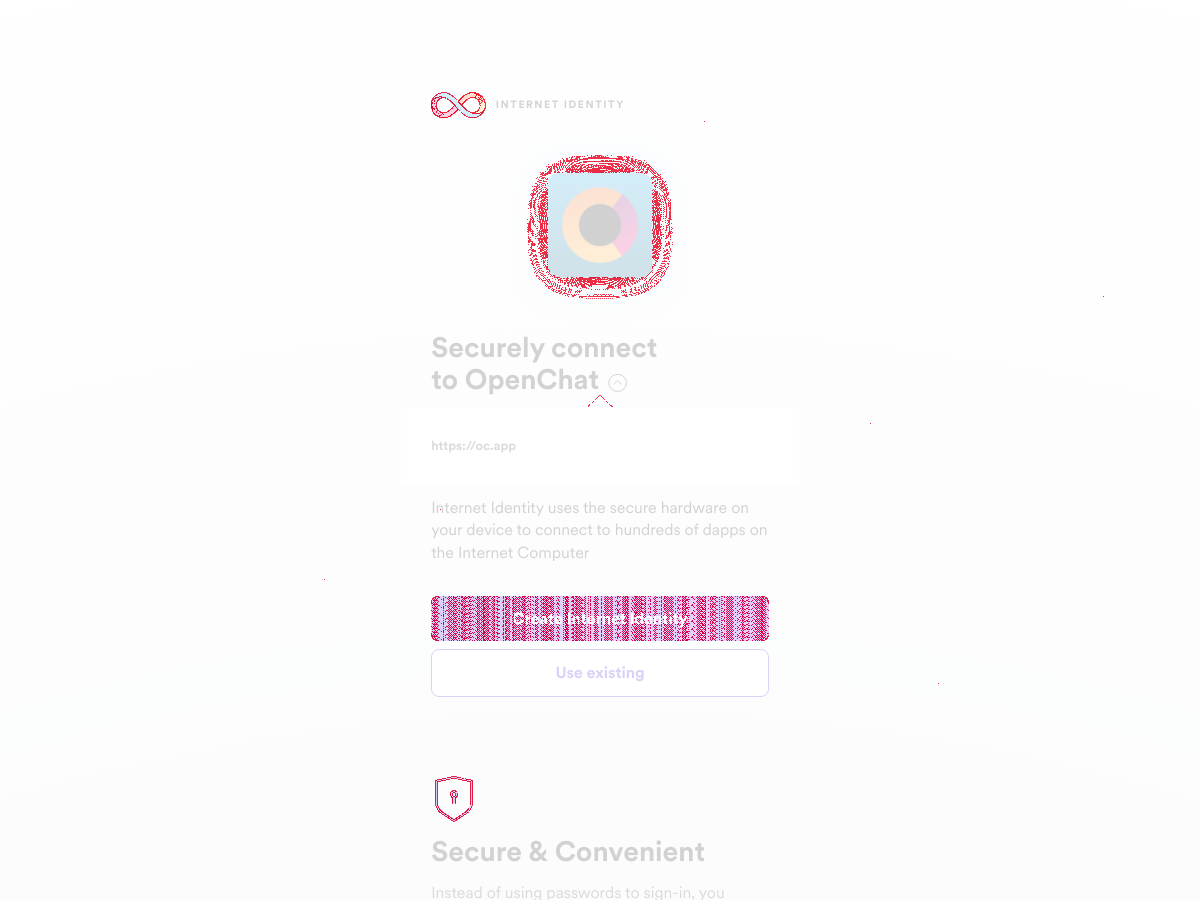 INTERNET IDENTITY
Securely connect
to OpenChat
https://oc.app
Internet Identity uses the secure hardware on
your device to connect to hundreds of dapps on
the Internet Computer
Create Internet Identity
Use existing
Secure & Convenient
Instead of using passwords to sign-in, you